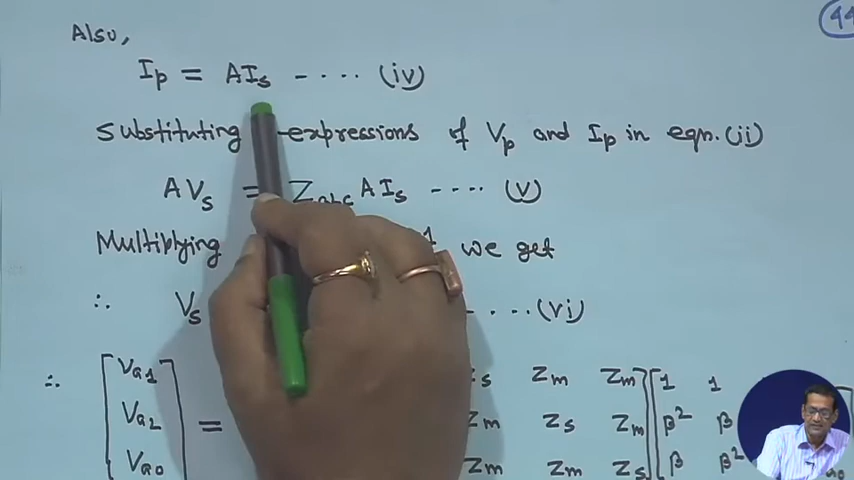 44
Also,
Ip = AIs ----- (iv)
Substituting expressions of Vp and Ip in eqn.(ii)
AVs = Zabc AIs ---- (v)
Multiplying we get
∴ Vs ---- (vi)
∴ [Va1 Zm Zm] [1 1
Va2 = Zs Zm β² β
Va0] Zm Zm Zs] β β²